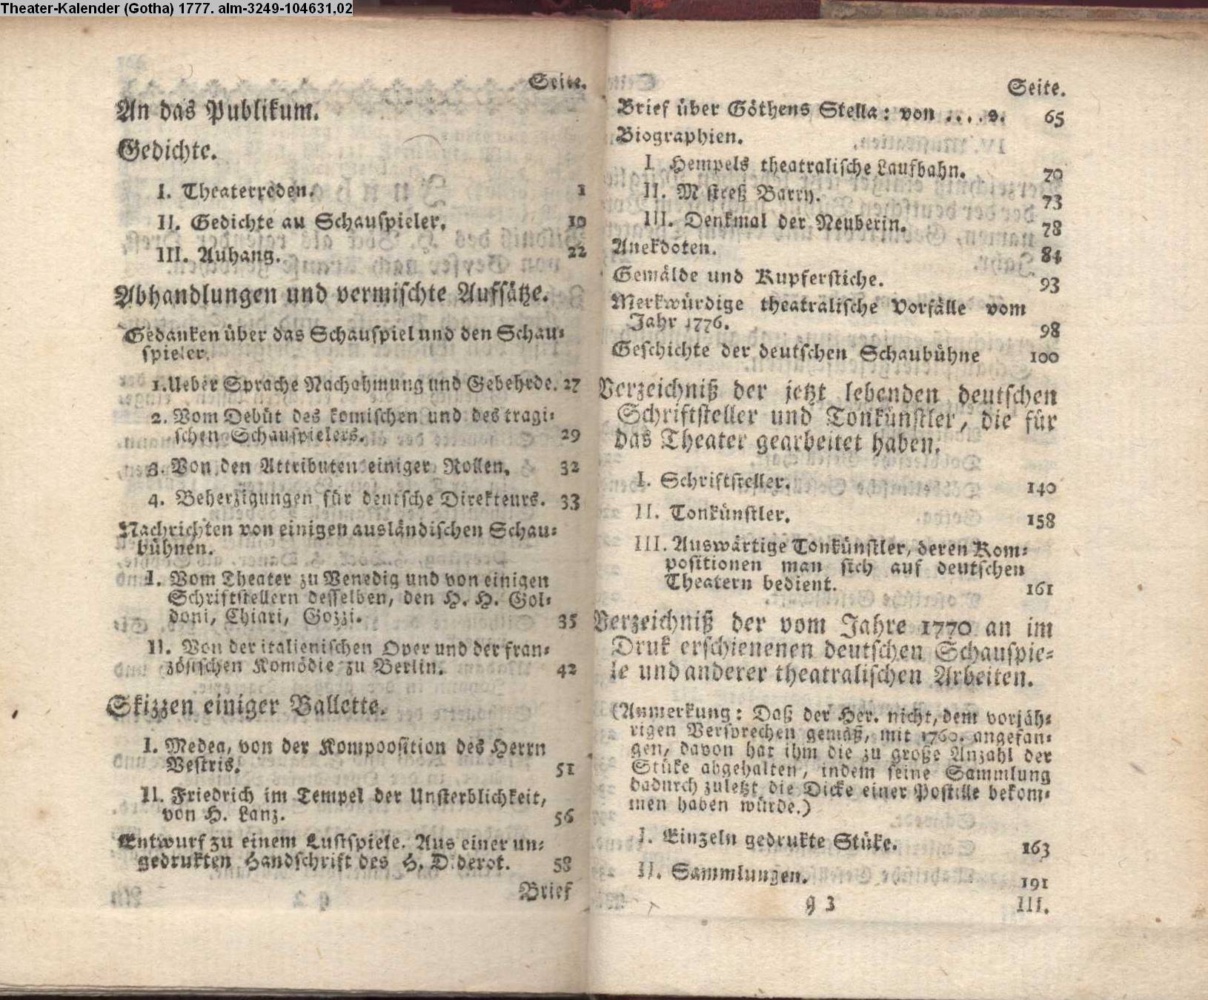 Theater-Kalender (Gotha) 1777. alm-3249-104631,02
Seite.
An das Publikum.
Gedichte.
I. Theaterreden. 1
II. Gedichte an Schauspieler. 10
III. Anhang. 22
Abhandlungen und vermischte Aufsätze.
Gedanken über das Schauspiel und den Schau-
spieler.
1. Ueber Sprache Nachahmung und Gebehrde. 27
2. Vom Debüt des komischen und des tragi-
schen Schauspielers. 29
3. Von den Attributen einiger Rollen. 32
4. Beherzigungen für deutsche Direkteurs. 33
Nachrichten von einigen ausländischen Schau-
bühnen.
I. Vom Theater zu Venedig und von einigen
Schriftstellern desselben, den H. H. Gol-
doni, Chiari, Gozzi. 35
II. Von der italienischen Oper und der fran-
zösischen Komödie zu Berlin. 42
Skizzen einiger Ballette.
I. Medea, von der Kompoosition des Herrn
Vestris. 51
II. Friedrich im Tempel der Unsterblichkeit,
von H. Lanz. 56
Entwurf zu einem Lustspiele. Aus einer un-
gedrukten Handschrift des H. D derot. 58
Brief
Seite.
Brief über Göthens Stella: von .... s. 65
Biographien.
I Hempels theatralische Laufbahn. 70
II. M streß Barry. 73
III. Denkmal der Neuberin. 78
Anekdoten. 84
Gemälde und Kupferstiche. 93
Merkwürdige theatralische Vorfälle vom
Jahr 1776. 98
Geschichte der deutschen Schaubühne 100
Verzeichniß der jetzt lebenden deutschen
Schriftsteller und Tonkünstler, die für
das Theater gearbeitet haben.
I. Schriftsteller. 140
II. Tonkünstler. 158
III. Auswärtige Tonkünstler, deren Kom-
positionen man sich auf deutschen
Theatern bedient. 161
Verzeichniß der vom Jahre 1770 an im
Druk erschienenen deutschen Schauspie-
le und anderer theatralischen Arbeiten.
(Anmerkung: Daß der Her. nicht, dem vorjäh-
rigen Versprechen gemäß, mit 1760. angefan-
gen, davon hat ihm die zu große Anzahl der
Stüke abgehalten, indem seine Sammlung
dadurch zuletzt die Dicke einer Postille bekom-
men haben würde.)
I. Einzeln gedrukte Stüke. 163
II. Sammlungen. 191
q 3 III.